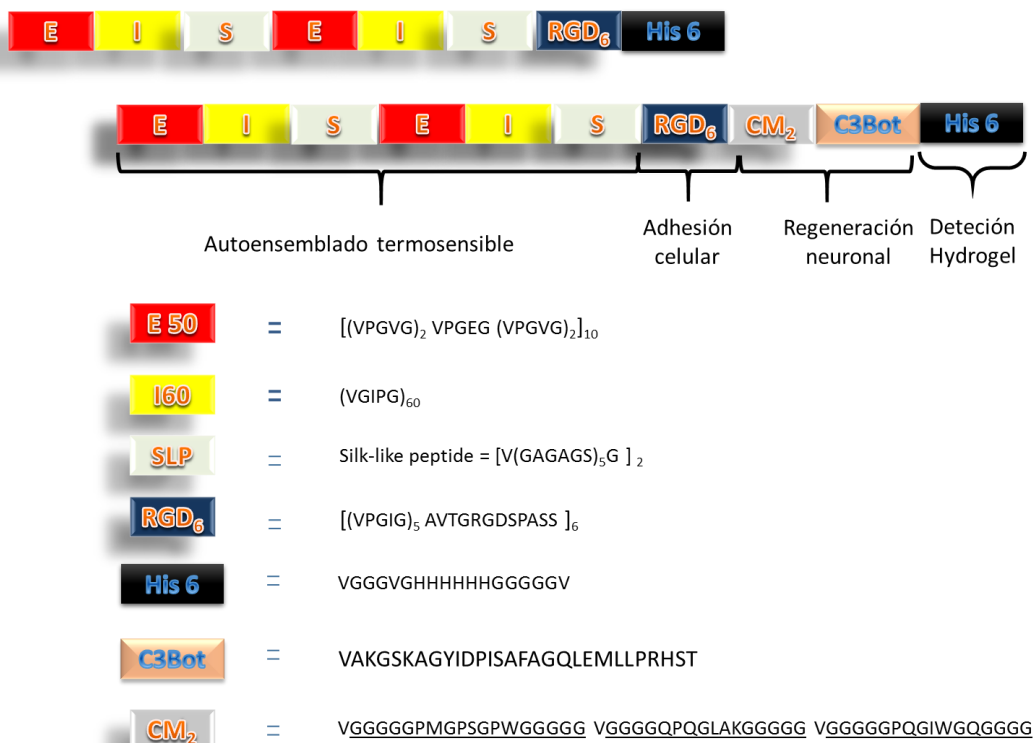 E I S E I S RGD₆ His 6
E I S E I S RGD₆ CM₂ C3Bot His 6
Autoensamblado termosensible
Adhesión celular
Regeneración neuronal
Deteción Hydrogel
E 50 = [(VPGVG)₂ VPGEG (VPGVG)₂]₁₀
I60 = (VGIPG)₆₀
SLP = Silk-like peptide = [V(GAGAGS)₅G ] ₂
RGD₆ = [(VPGIG)₅ AVTGRGDSPASS ]₆
His 6 = VGGGVGHHHHHHGGGGGV
C3Bot = VAKGSKAGYIDPISAFAGQLEMLLPRHST
CM₂ = VGGGGGPMGPSGPWGGGGG VGGGGQPQGLAKGGGGG VGGGGGPQGIWGQGGGG